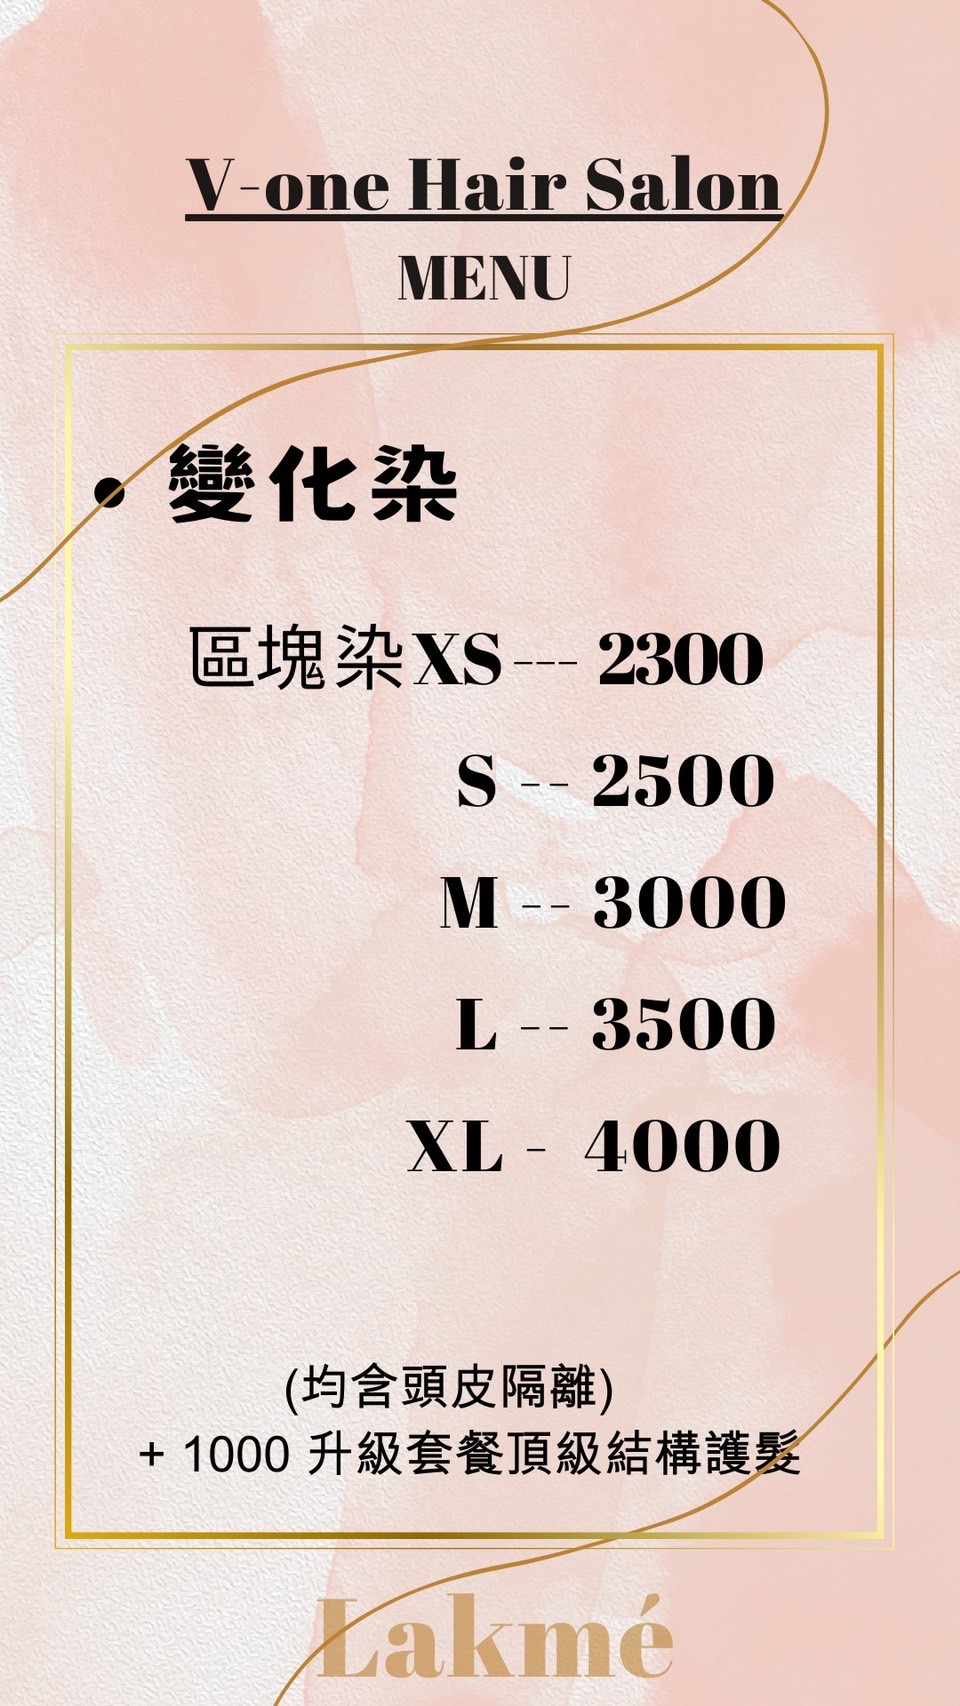 V-one Hair Salon
MENU
• 變化染
區塊染XS --- 2300
S -- 2500
M -- 3000
L -- 3500
XL - 4000
(均含頭皮隔離)
+ 1000 升級套餐頂級結構護髮
Lakmé